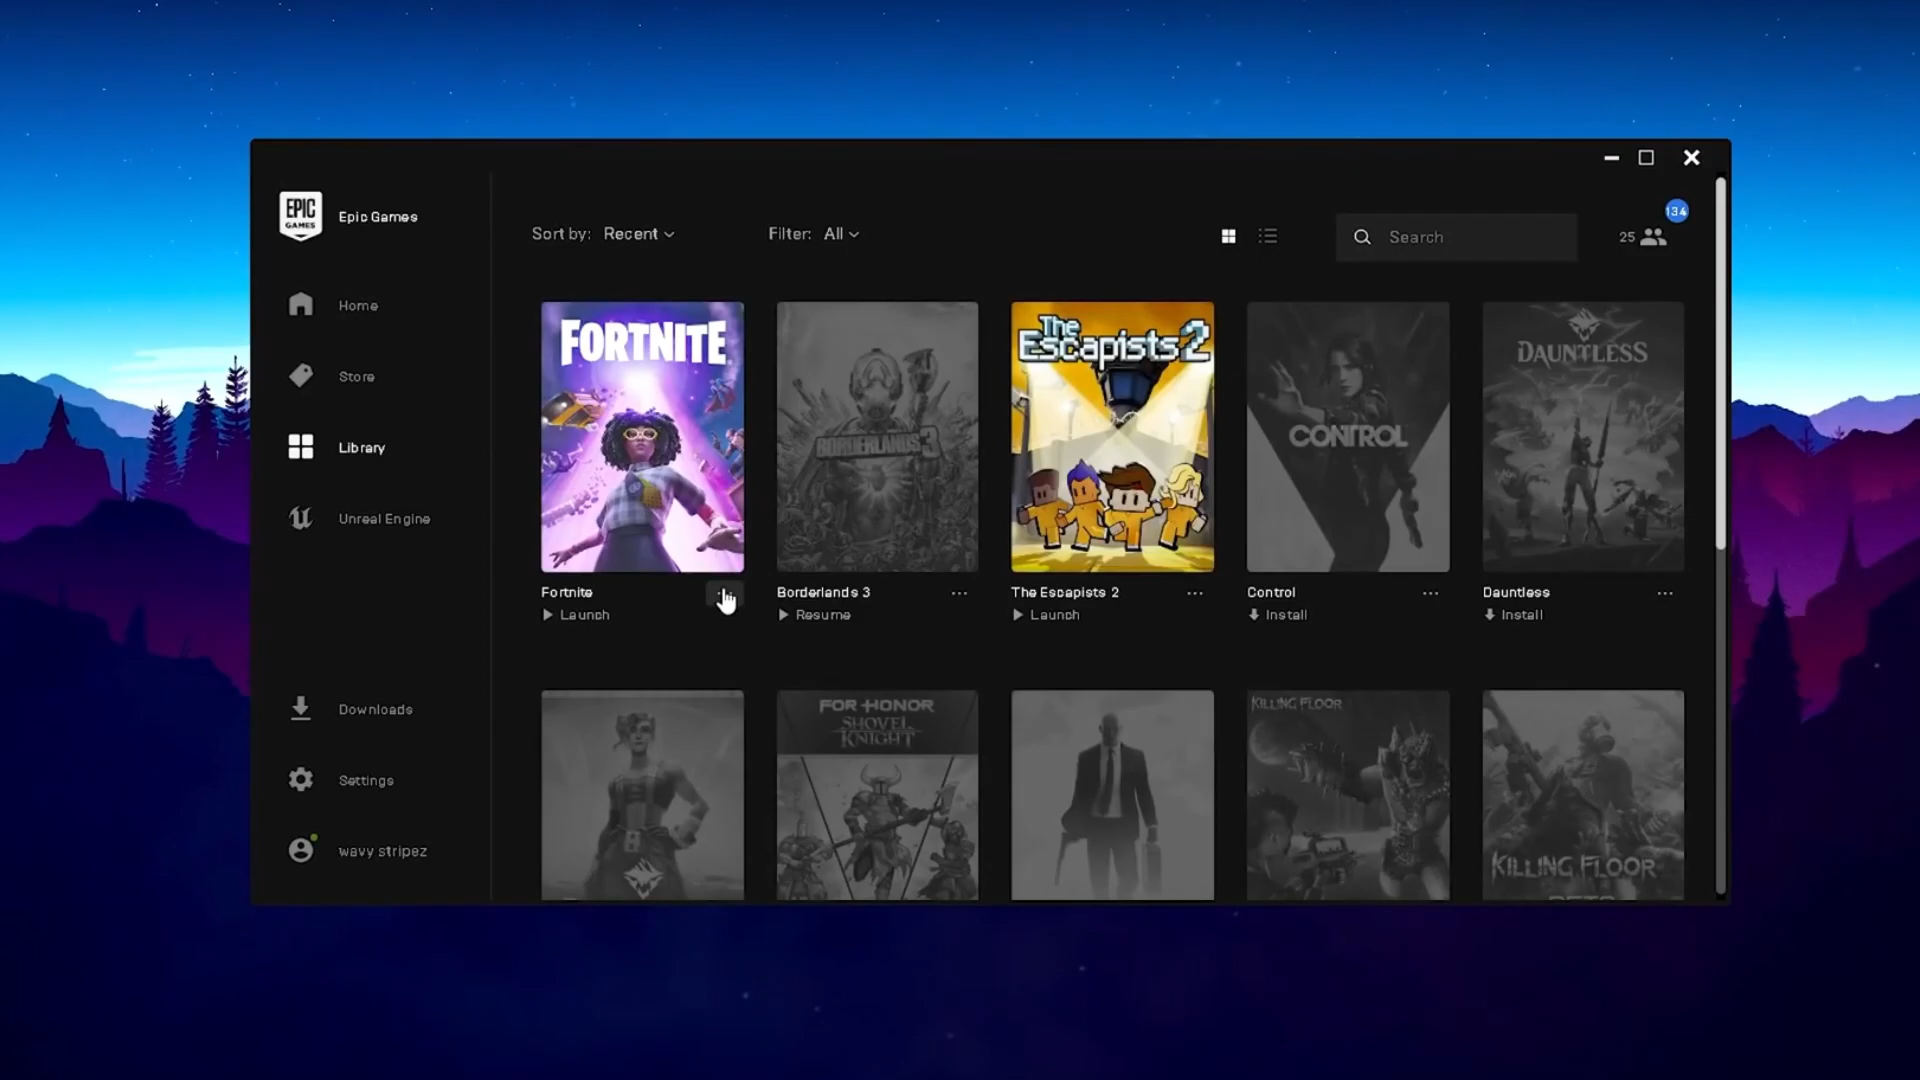 EPIC
GAMES
Epic Games
Home
Store
Library
Unreal Engine
Downloads
Settings
wavy stripez
Sort by: Recent
Filter: All
Search
25
134
FORTNITE
The
Escapists 2
BORDERLANDS 3
CONTROL
DAUNTLESS
Fortnite
Launch
Borderlands 3
Resume
The Escapists 2
Launch
Control
Install
Dauntless
Install
FOR HONOR
SHOVEL
KNIGHT
KILLING FLOOR
KILLING FLOOR